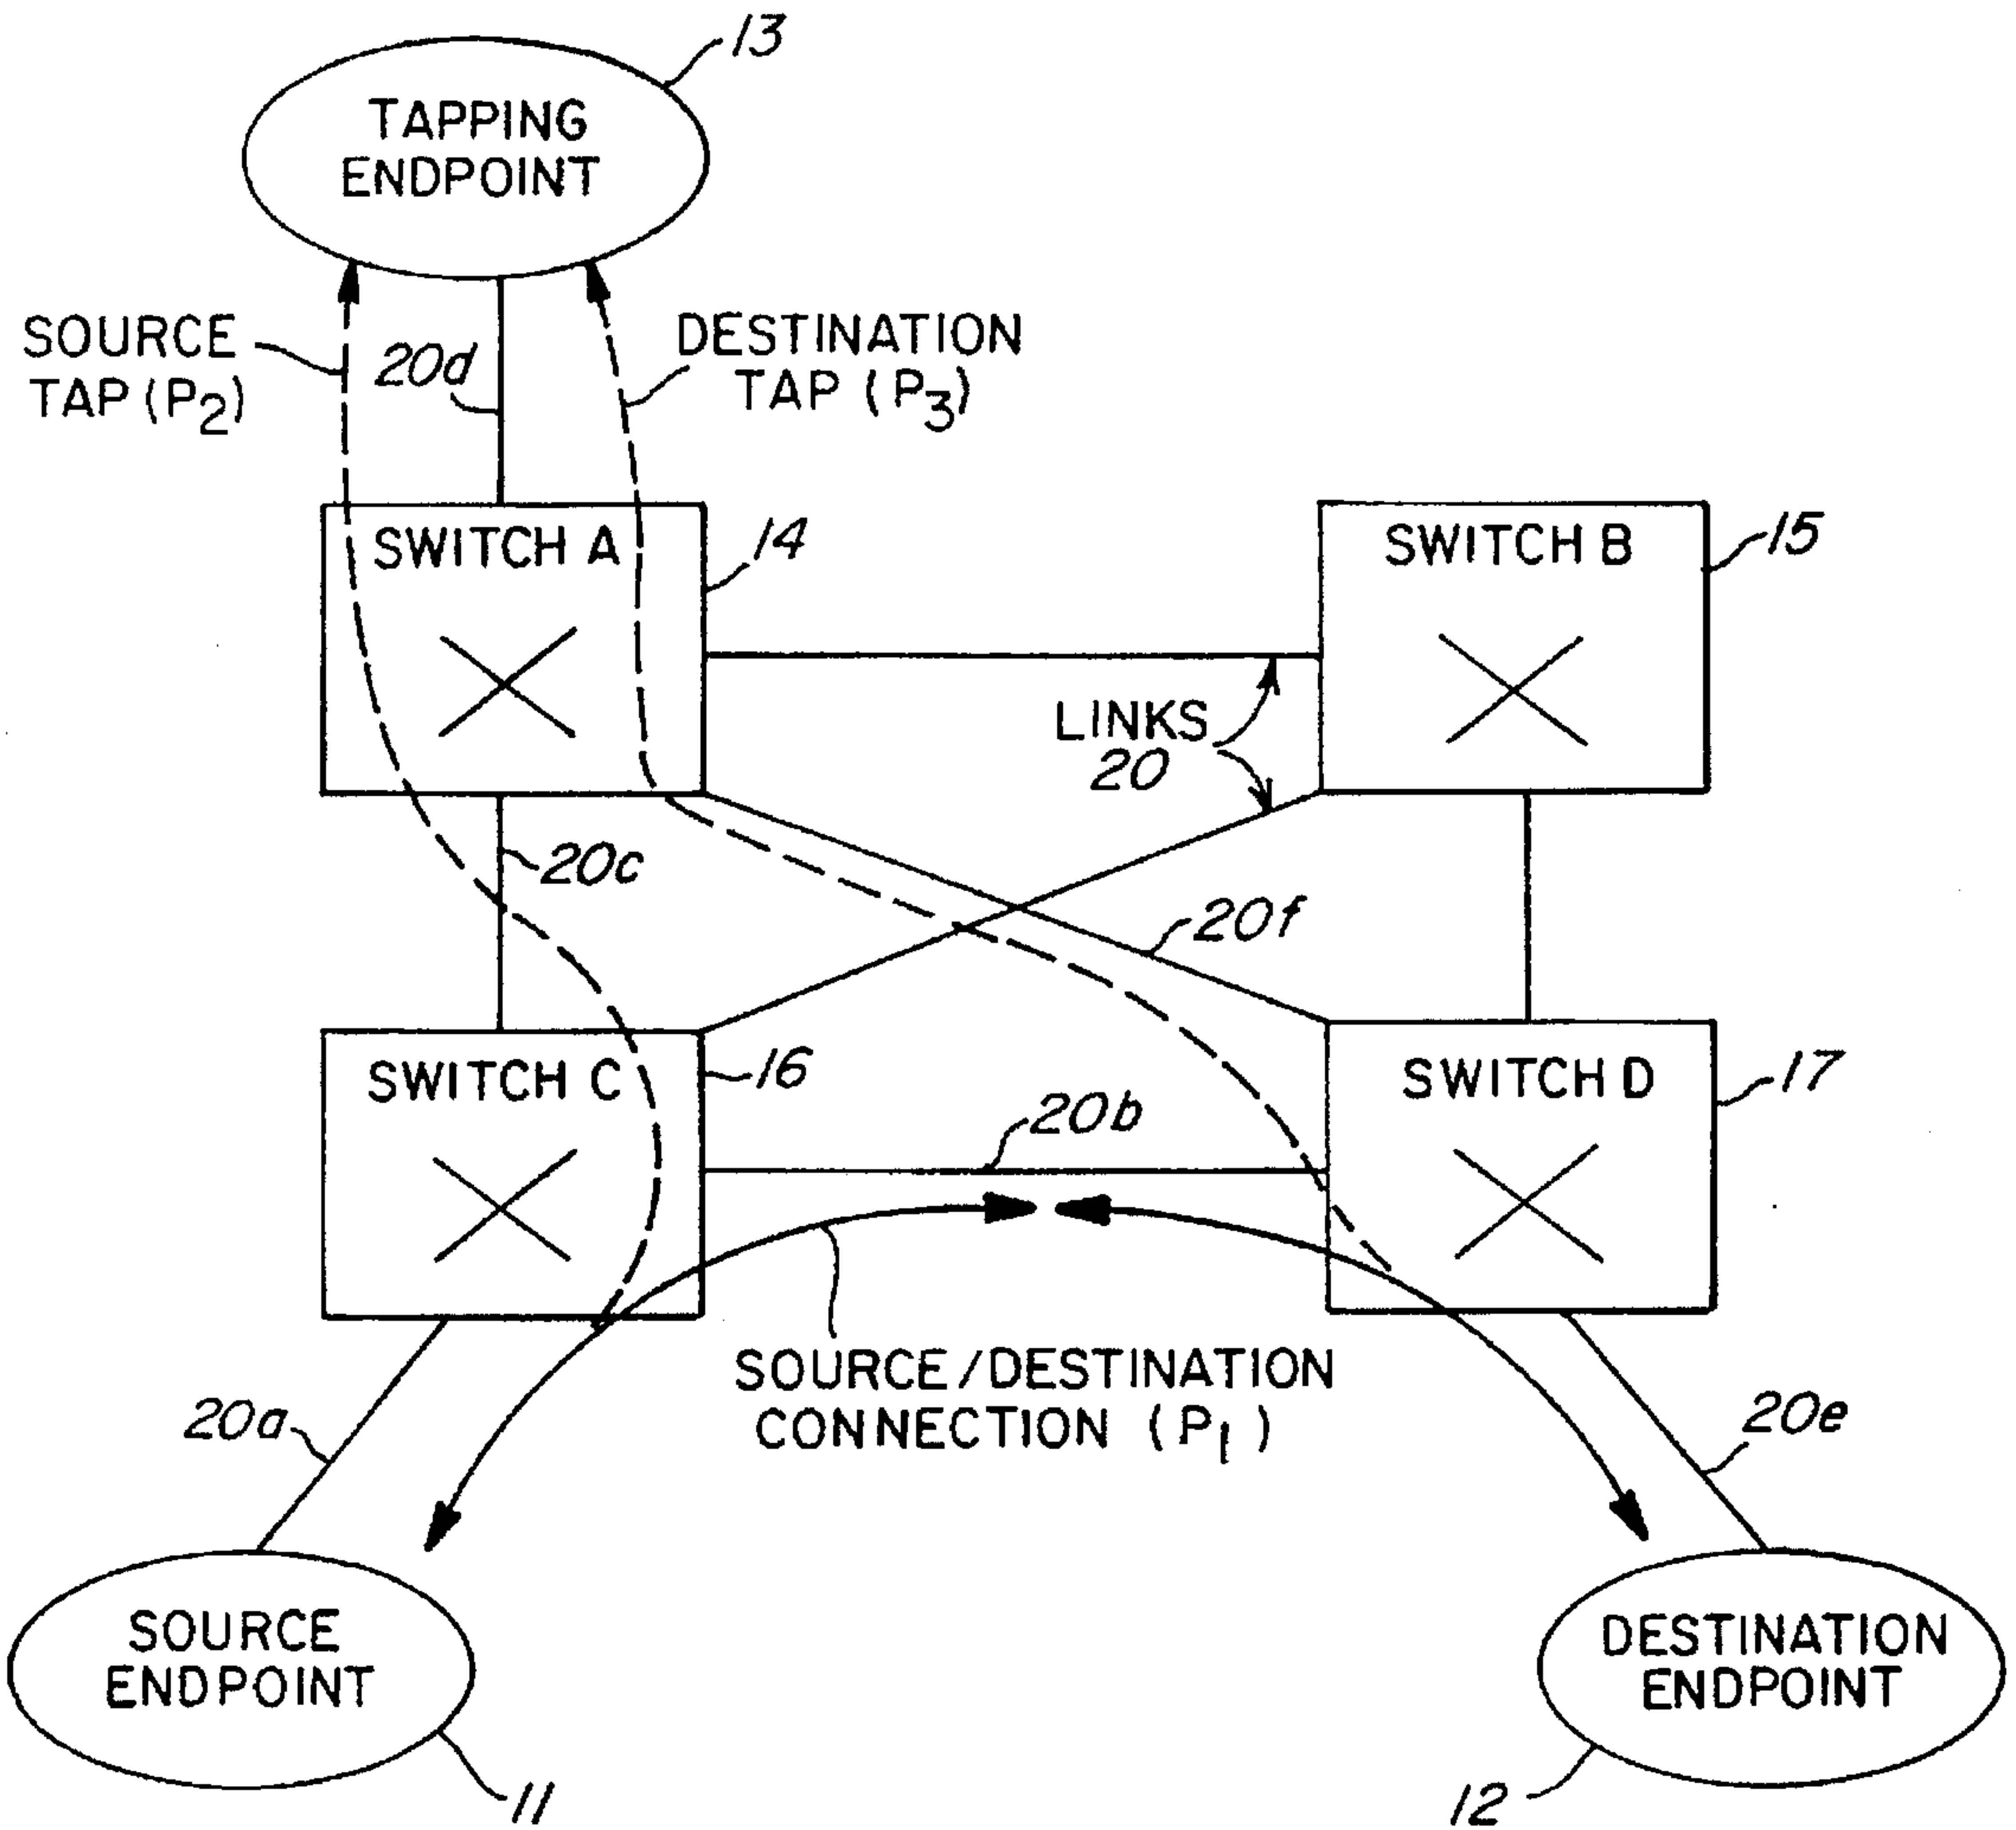 13
TAPPING
ENDPOINT
SOURCE
TAP (P2)
20d
DESTINATION
TAP (P3)
SWITCH A
14
SWITCH B
15
LINKS
20
20c
20f
SWITCH C
16
SWITCH D
17
20b
SOURCE/DESTINATION
CONNECTION (P1)
20a
20e
SOURCE
ENDPOINT
DESTINATION
ENDPOINT
11
12